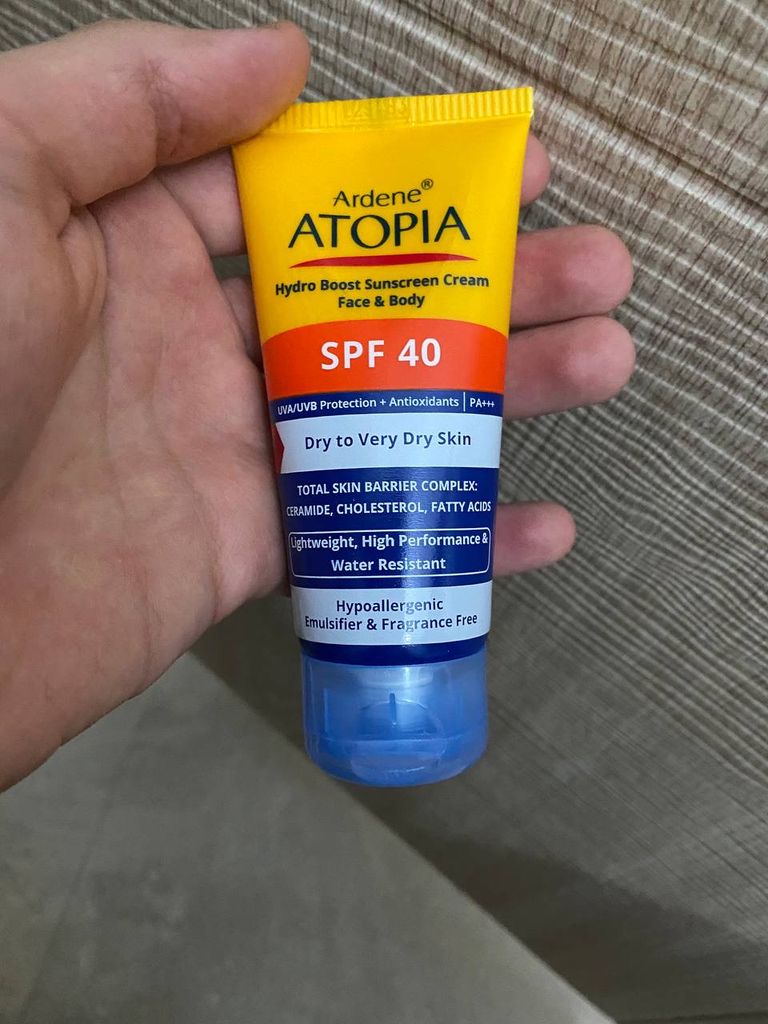 Ardene®
ATOPIA
Hydro Boost Sunscreen Cream
Face & Body
SPF 40
UVA/UVB Protection + Antioxidants | PA+++
Dry to Very Dry Skin
TOTAL SKIN BARRIER COMPLEX:
CERAMIDE, CHOLESTEROL, FATTY ACIDS
Lightweight, High Performance &
Water Resistant
Hypoallergenic
Emulsifier & Fragrance Free